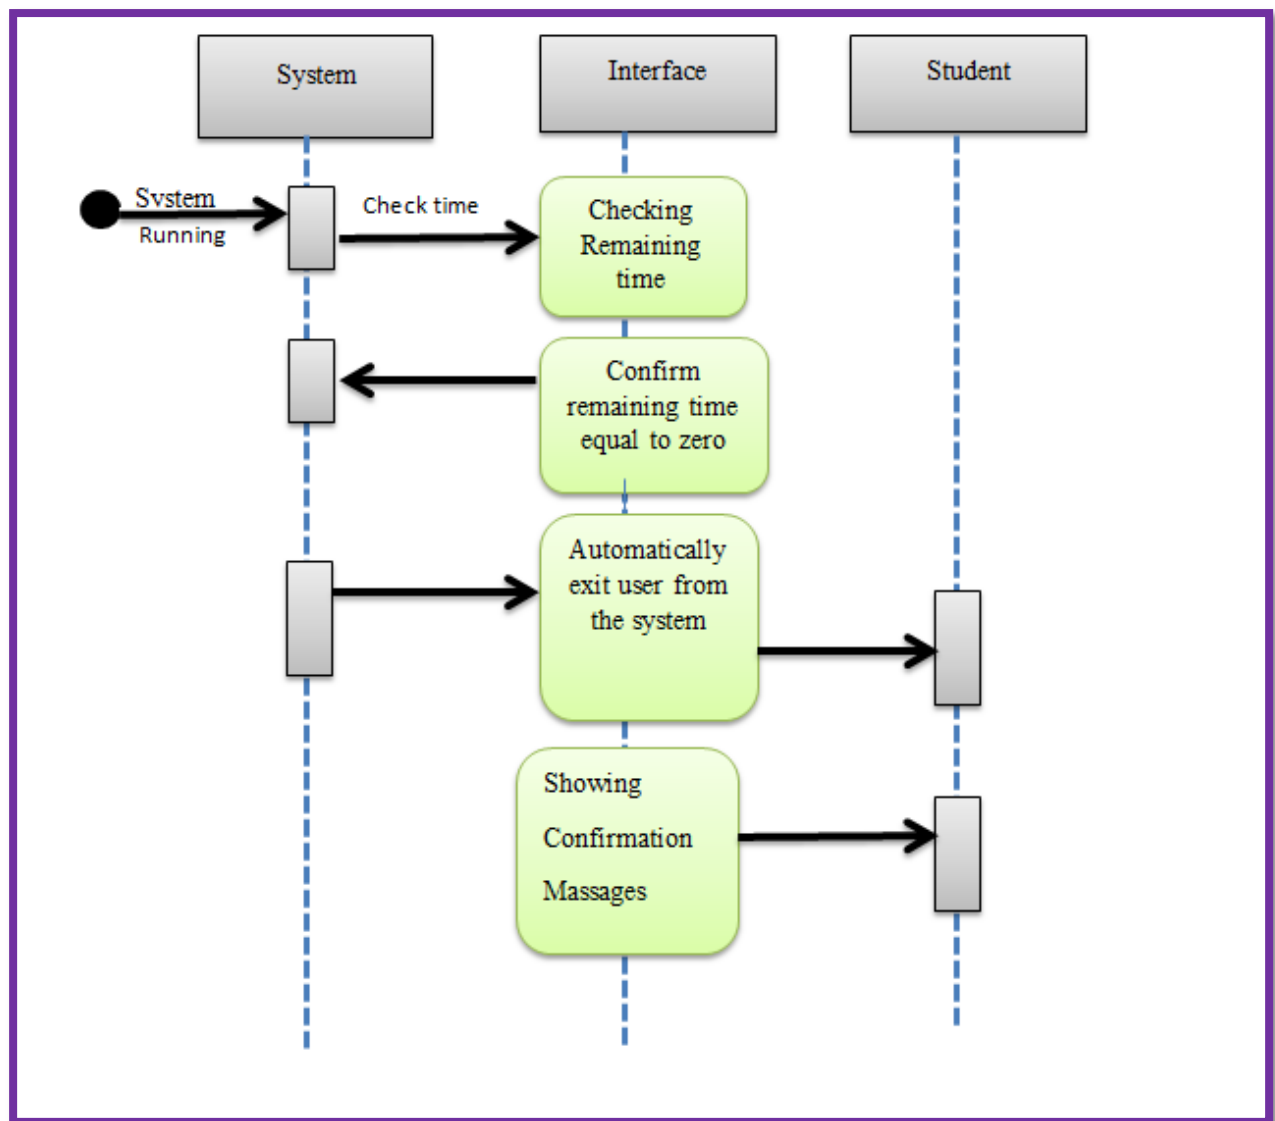 System
Interface
Student
System
Running
Check time
Checking
Remaining
time
Confirm
remaining time
equal to zero
Automatically
exit user from
the system
Showing
Confirmation
Massages